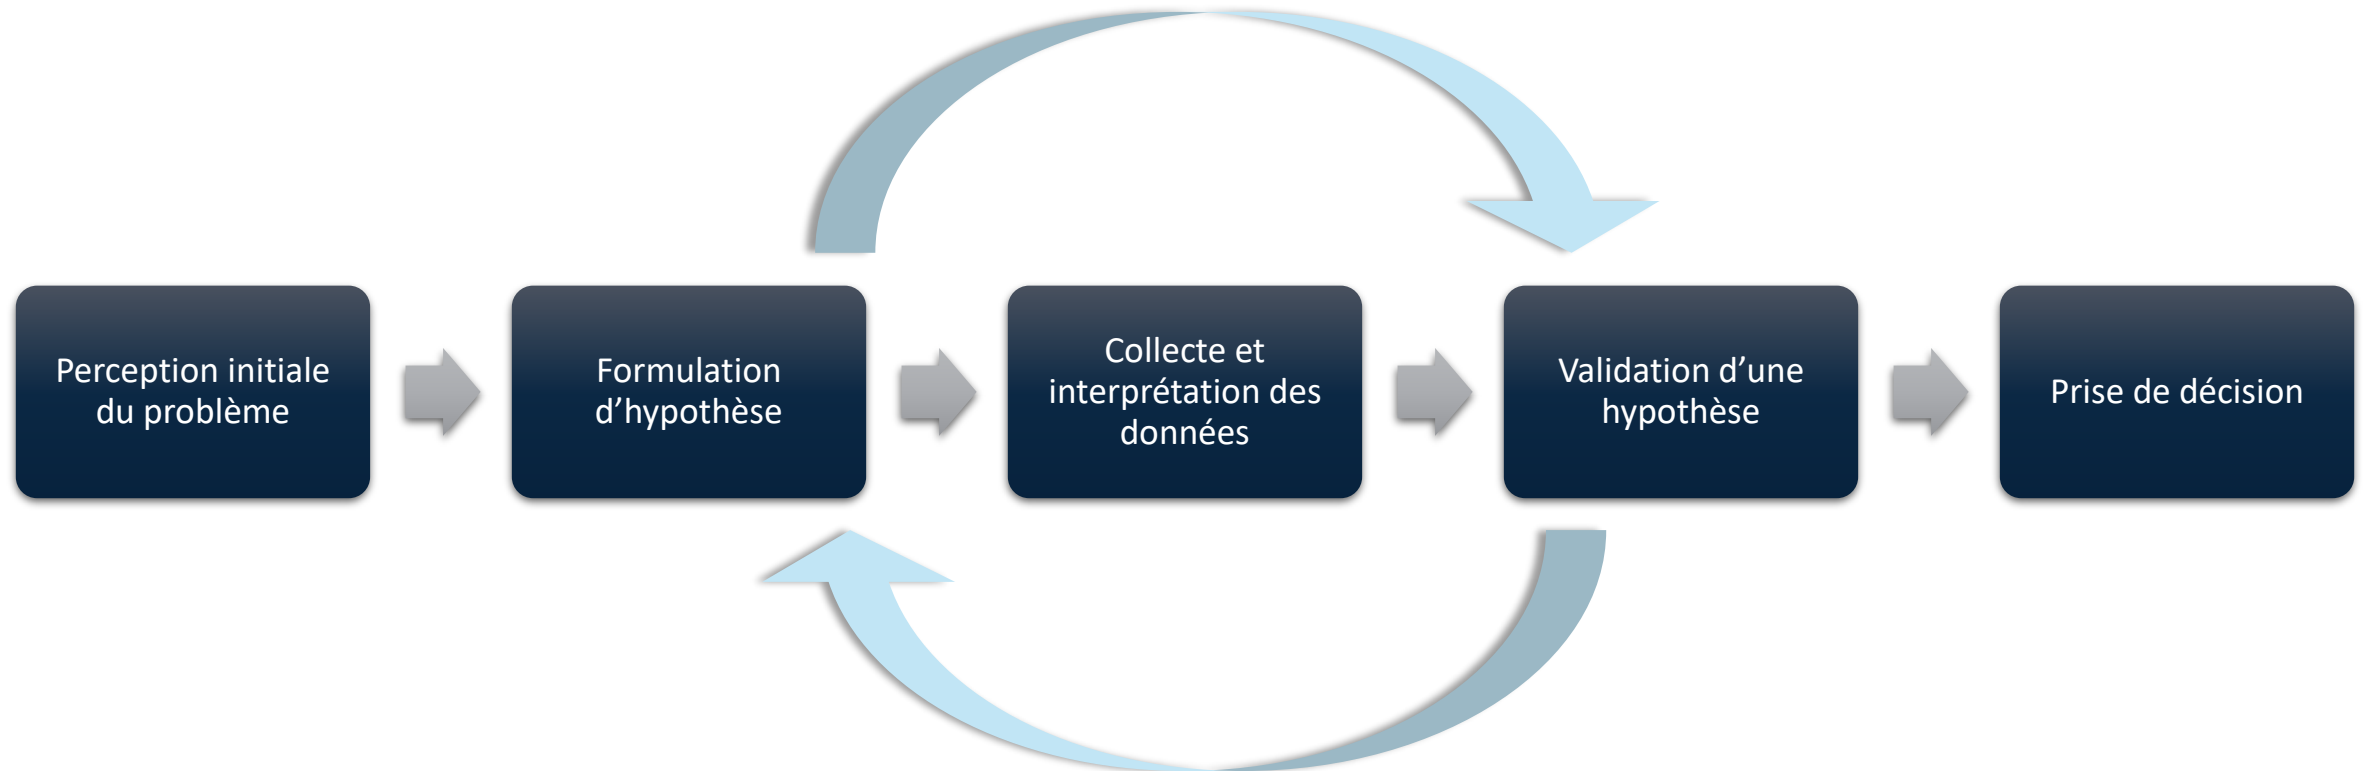 Perception initiale
du problème
Formulation
d’hypothèse
Collecte et
interprétation des
données
Validation d’une
hypothèse
Prise de décision